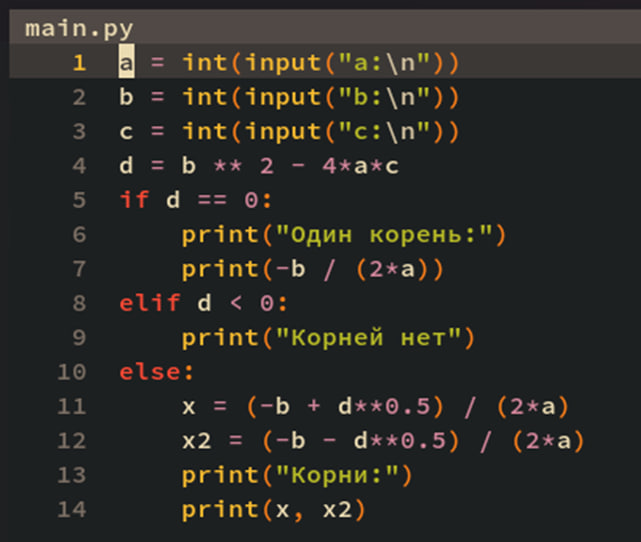 main.py
1 a = int(input("a:\n"))
2 b = int(input("b:\n"))
3 c = int(input("c:\n"))
4 d = b ** 2 - 4*a*c
5 if d == 0:
6     print("Один корень:")
7     print(-b / (2*a))
8 elif d < 0:
9     print("Корней нет")
10 else:
11     x = (-b + d**0.5) / (2*a)
12     x2 = (-b - d**0.5) / (2*a)
13     print("Корни:")
14     print(x, x2)